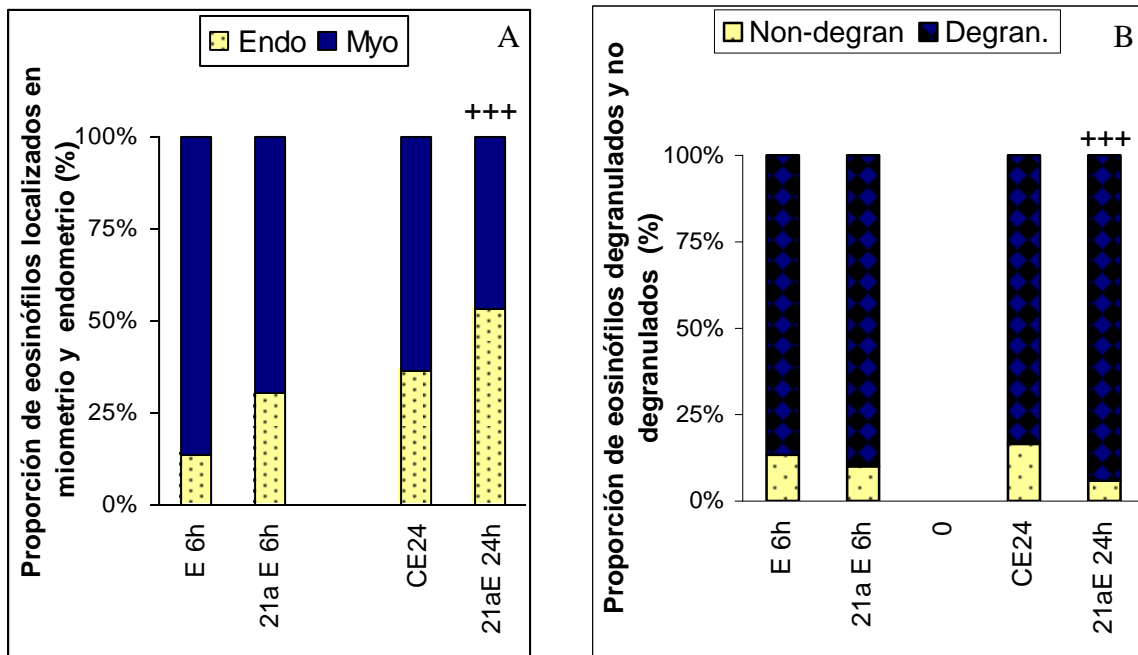 Endo Myo
A
Proporción de eosinófilos localizados en
miometrio y endometrio (%)
+++
100%
75%
50%
25%
0%
E 6h
21a E 6h
CE24
21aE 24h
Non-degran Degran.
B
Proporción de eosinófilos degranulados y no
degranulados (%)
+++
100%
75%
50%
25%
0%
E 6h
21a E 6h
0
CE24
21aE 24h